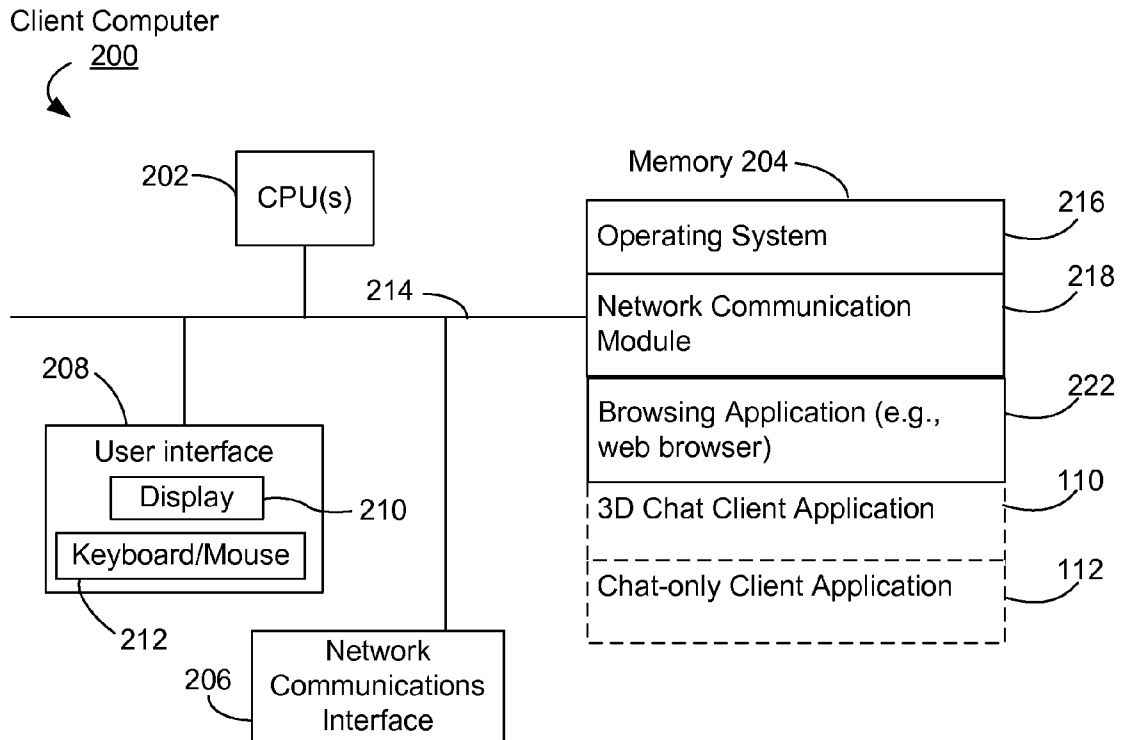 Client Computer
200
202
CPU(s)
Memory 204
Operating System
216
214
Network Communication
Module
218
208
User interface
Display
210
Keyboard/Mouse
212
Browsing Application (e.g.,
web browser)
222
3D Chat Client Application
110
Chat-only Client Application
112
206
Network
Communications
Interface